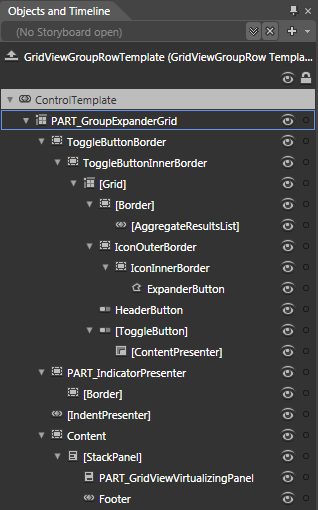 Objects and Timeline
(No Storyboard open)
GridViewGroupRowTemplate (GridViewGroupRow Templa...
ControlTemplate
PART_GroupExpanderGrid
ToggleButtonBorder
ToggleButtonInnerBorder
[Grid]
[Border]
[AggregateResultsList]
IconOuterBorder
IconInnerBorder
ExpanderButton
HeaderButton
[ToggleButton]
[ContentPresenter]
PART_IndicatorPresenter
[Border]
[IndentPresenter]
Content
[StackPanel]
PART_GridViewVirtualizingPanel
Footer